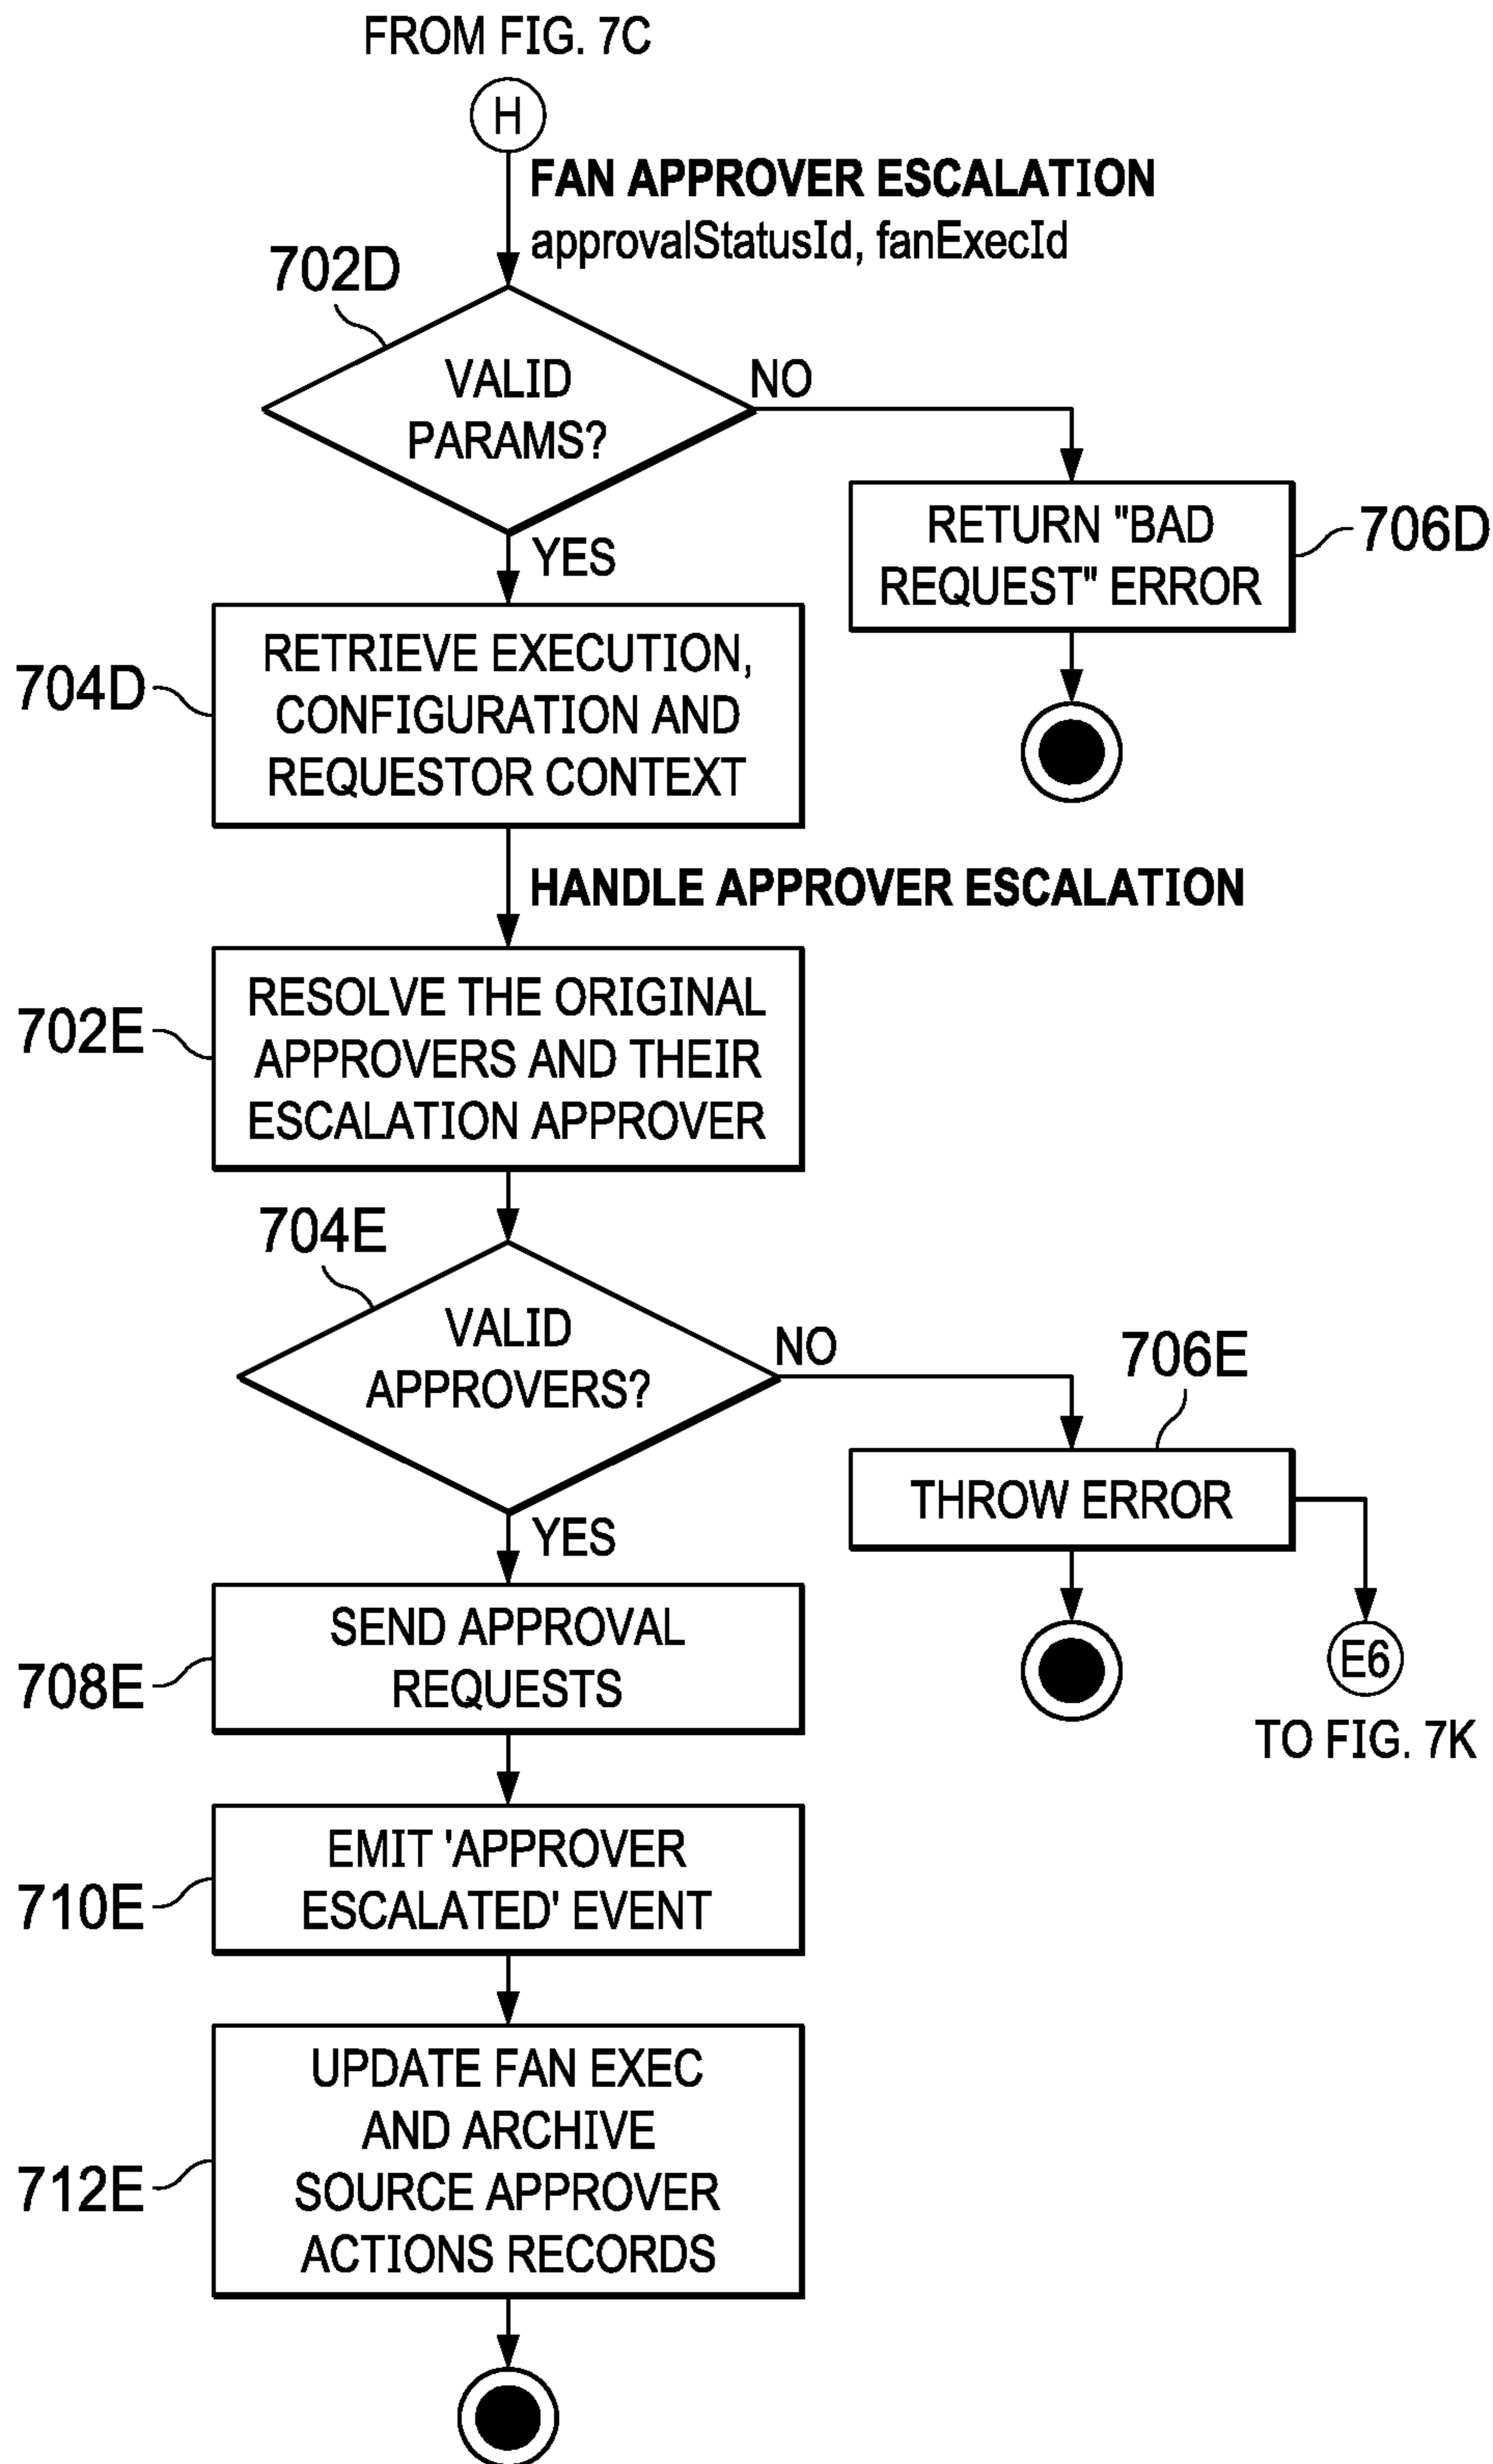 FROM FIG. 7C
H
FAN APPROVER ESCALATION
approvalStatusId, fanExecId
702D
VALID
PARAMS?
NO
YES
RETURN "BAD
REQUEST" ERROR
706D
704D
RETRIEVE EXECUTION,
CONFIGURATION AND
REQUESTOR CONTEXT
HANDLE APPROVER ESCALATION
702E
RESOLVE THE ORIGINAL
APPROVERS AND THEIR
ESCALATION APPROVER
704E
VALID
APPROVERS?
NO
706E
THROW ERROR
YES
E6
TO FIG. 7K
708E
SEND APPROVAL
REQUESTS
710E
EMIT 'APPROVER
ESCALATED' EVENT
712E
UPDATE FAN EXEC
AND ARCHIVE
SOURCE APPROVER
ACTIONS RECORDS